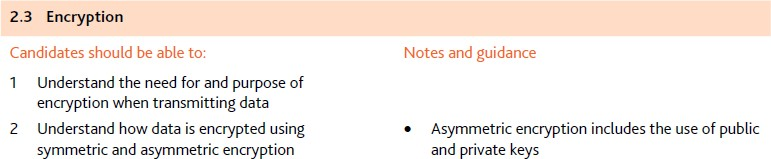 2.3 Encryption
Candidates should be able to: Notes and guidance
1 Understand the need for and purpose of
encryption when transmitting data
2 Understand how data is encrypted using
symmetric and asymmetric encryption
• Asymmetric encryption includes the use of public
and private keys